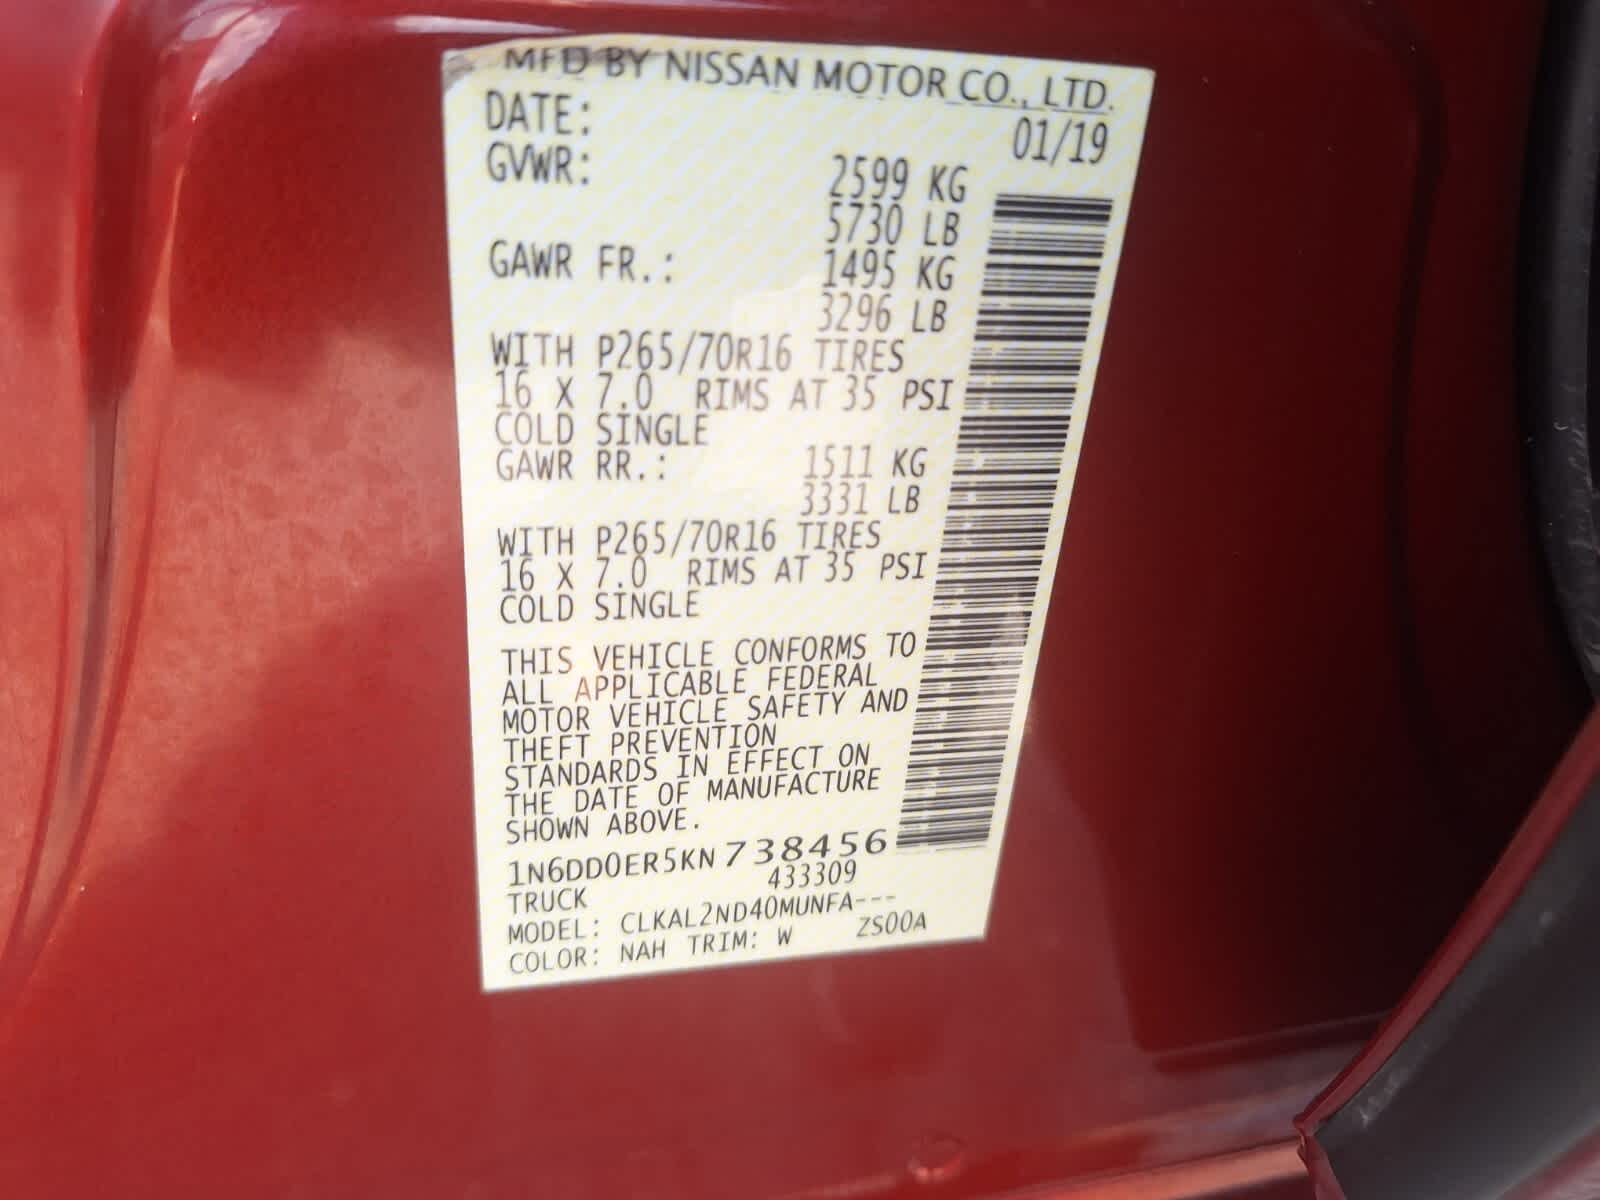 MFD BY NISSAN MOTOR CO., LTD.
DATE: 01/19
GVWR: 2599 KG
5730 LB
GAWR FR.: 1495 KG
3296 LB
WITH P265/70R16 TIRES
16 X 7.0 RIMS AT 35 PSI
COLD SINGLE
GAWR RR.: 1511 KG
3331 LB
WITH P265/70R16 TIRES
16 X 7.0 RIMS AT 35 PSI
COLD SINGLE
THIS VEHICLE CONFORMS TO
ALL APPLICABLE FEDERAL
MOTOR VEHICLE SAFETY AND
THEFT PREVENTION
STANDARDS IN EFFECT ON
THE DATE OF MANUFACTURE
SHOWN ABOVE.
1N6DD0ER5KN738456
TRUCK 433309
MODEL: CLKAL2ND40MUNFA---
COLOR: NAH TRIM: W ZS00A